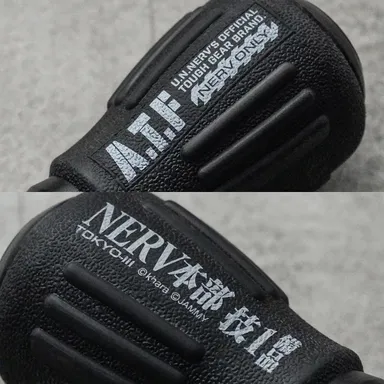 U.N.NERV'S OFFICIAL
TOUGH GEAR BRAND.
NERV ONLY
A.T.F
NERV本部 技1
TOKYO-III ©khara ©JAMMY